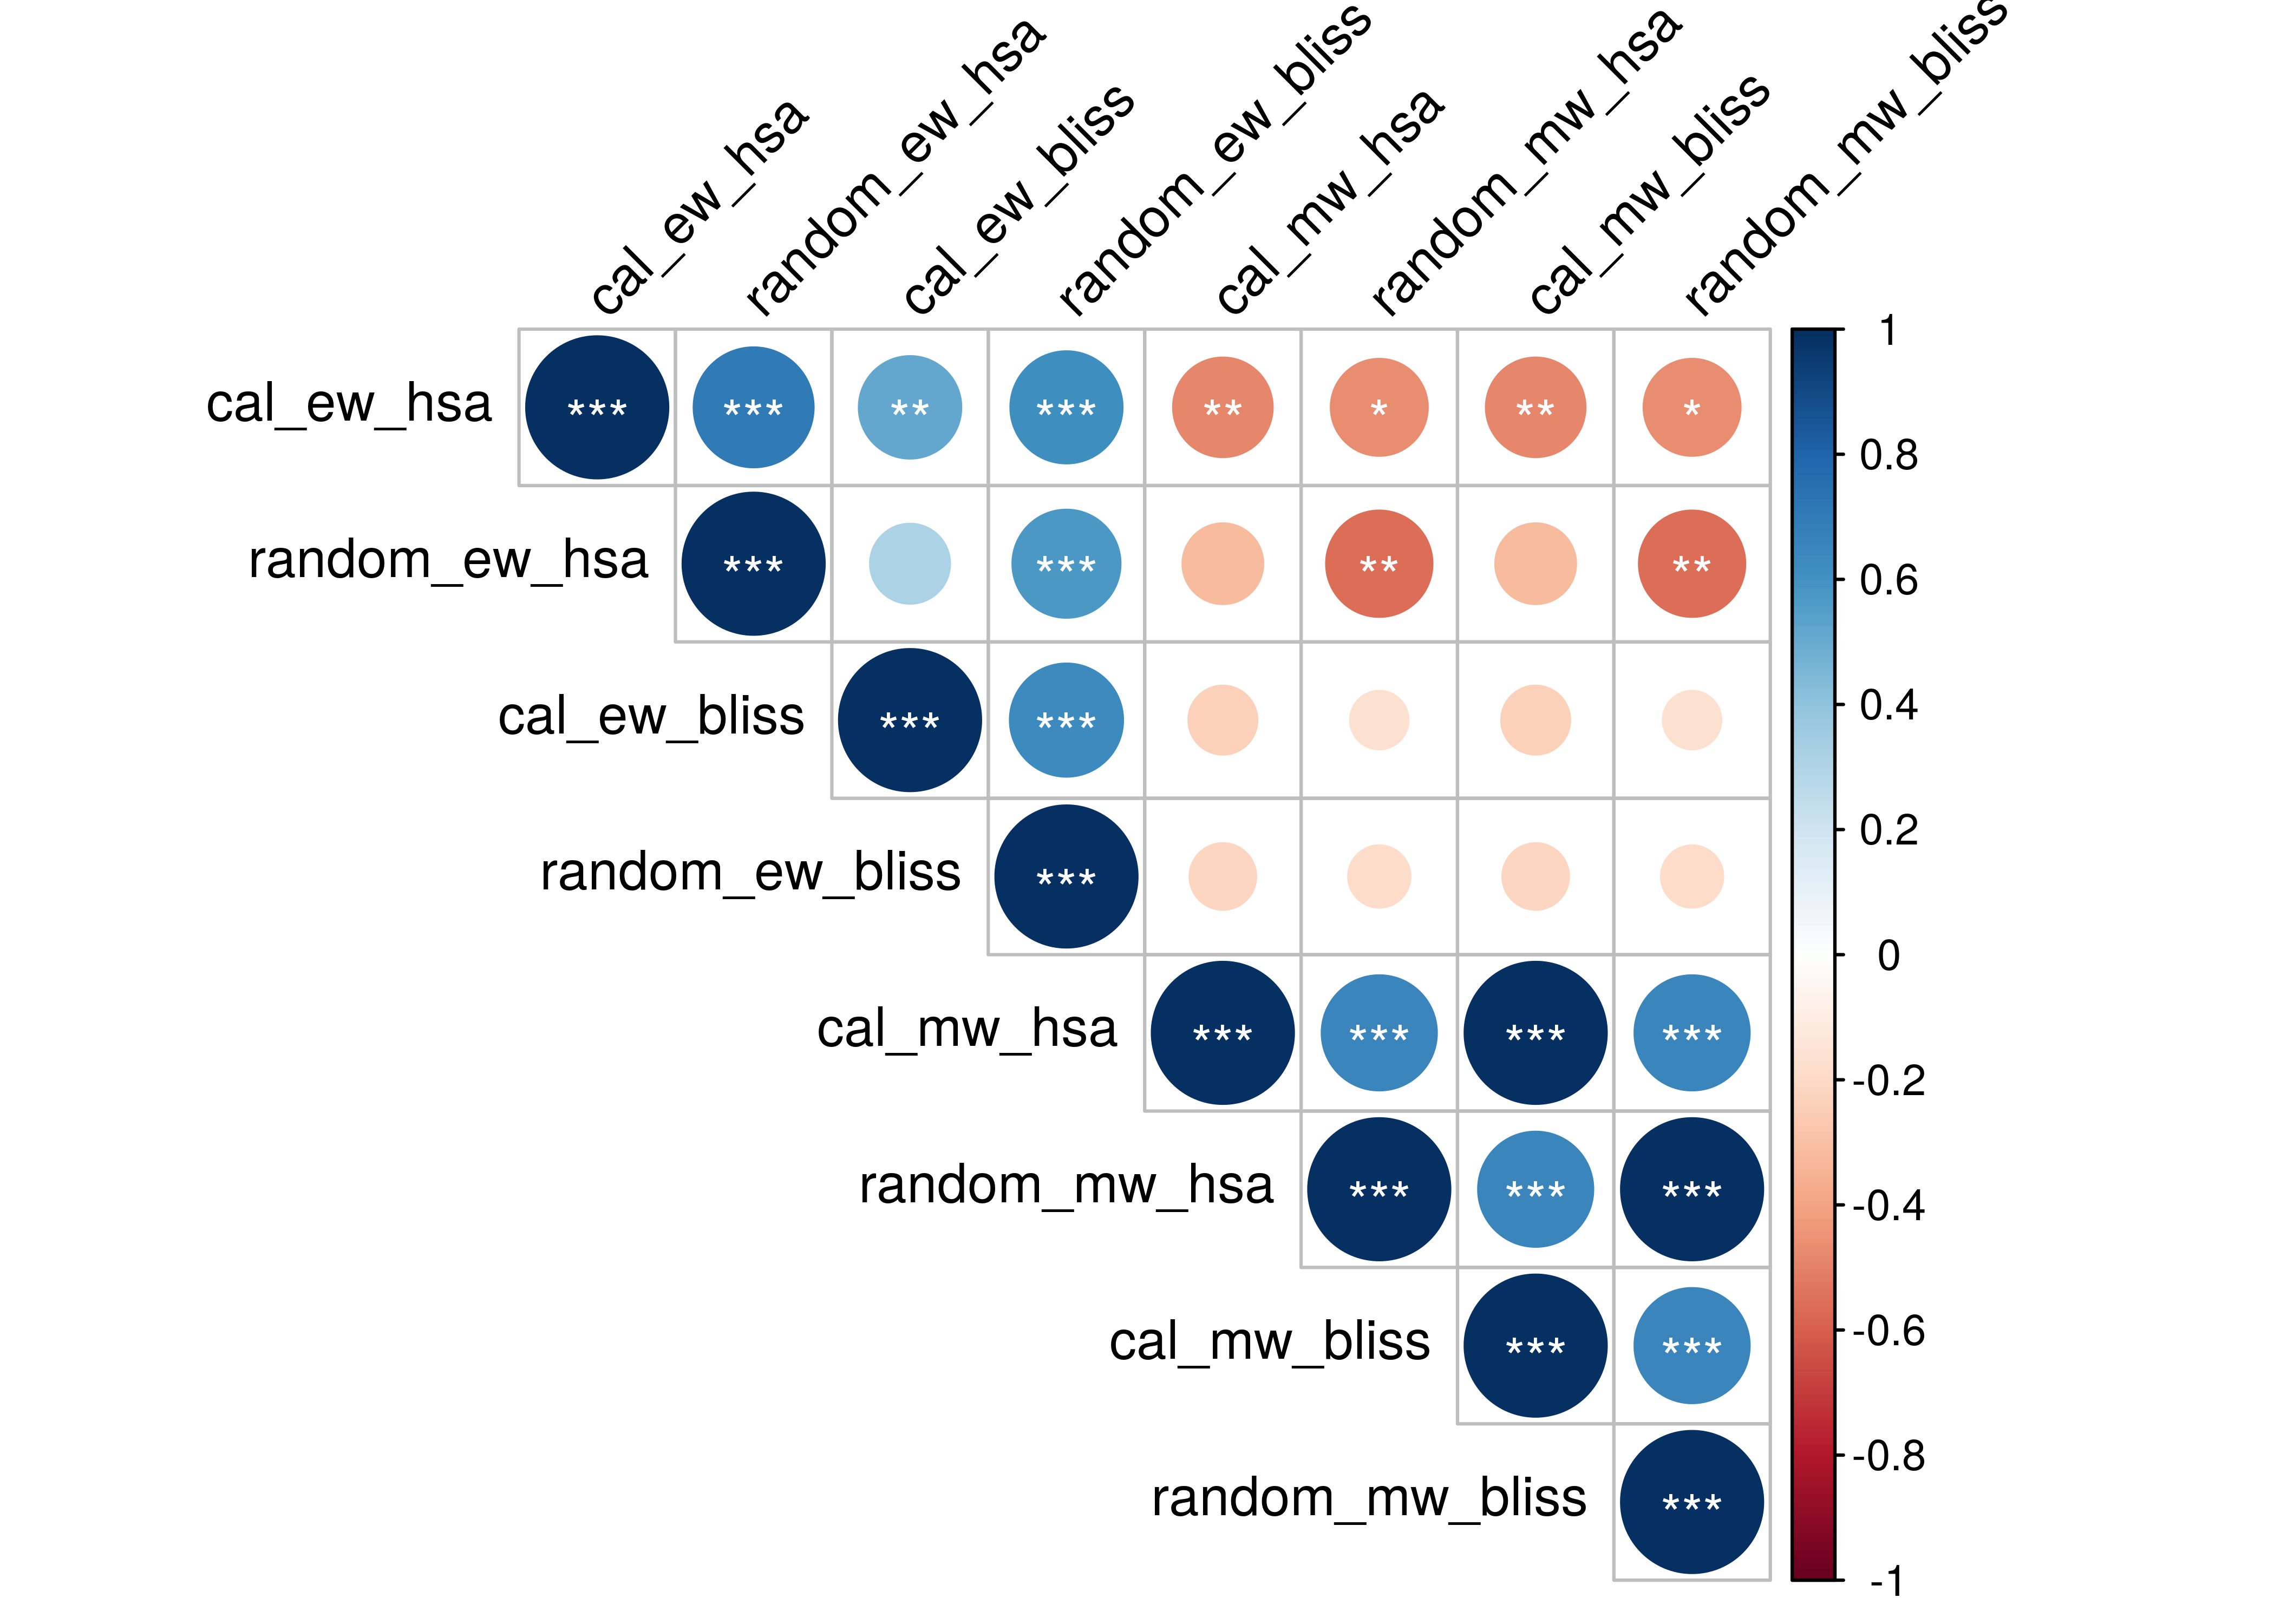 cal_ew_hsa
random_ew_hsa
cal_ew_bliss
random_ew_bliss
cal_mw_hsa
random_mw_hsa
cal_mw_bliss
random_mw_bliss
cal_ew_hsa *** *** ** *** ** * ** *
random_ew_hsa *** *** ** **
cal_ew_bliss *** ***
random_ew_bliss ***
cal_mw_hsa *** *** *** ***
random_mw_hsa *** *** ***
cal_mw_bliss *** ***
random_mw_bliss ***
1
0.8
0.6
0.4
0.2
0
-0.2
-0.4
-0.6
-0.8
-1